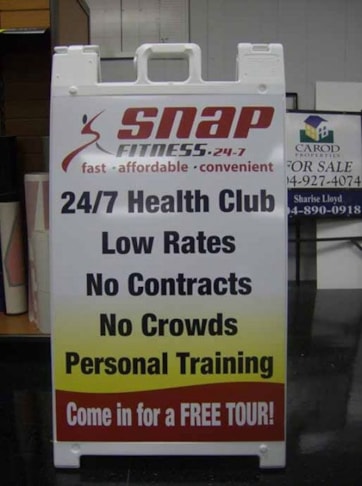 snap
FITNESS·24-7
fast · affordable · convenient
24/7 Health Club
Low Rates
No Contracts
No Crowds
Personal Training
Come in for a FREE TOUR!
CAROD
PROPERTIES
FOR SALE
4-927-4074
Sharise Lloyd
4-890-0918